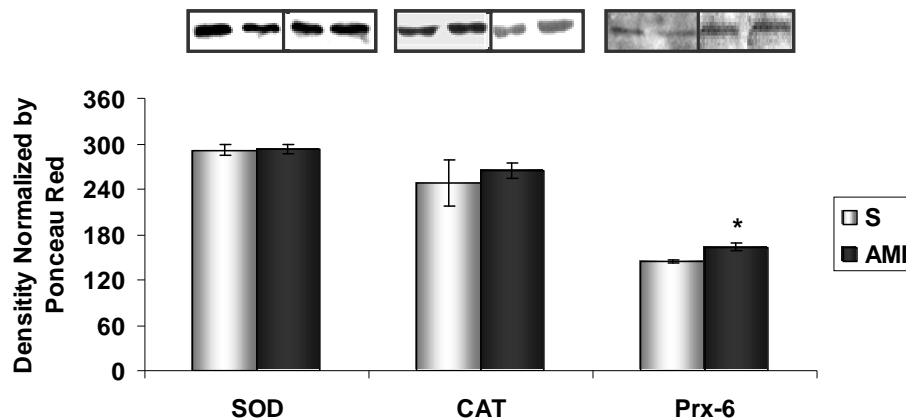 Densitity Normalized by
Ponceau Red
360
300
240
180
120
60
0
*
SOD
CAT
Prx-6
S
AMI